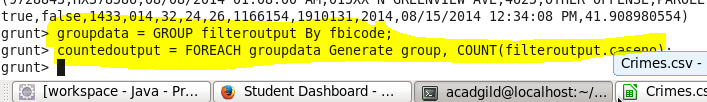 true,false,1433,014,32,24,26,1166154,1910131,2014,08/15/2014 12:34:08 PM,41.908980554)
grunt> groupdata = GROUP filteroutput By fbicode;
grunt> countedoutput = FOREACH groupdata Generate group, COUNT(filteroutput.caseno);
grunt>
Crimes.csv
[workspace - Java - Pr...
Student Dashboard - ...
acadgild@localhost:~/...
Crimes.cs